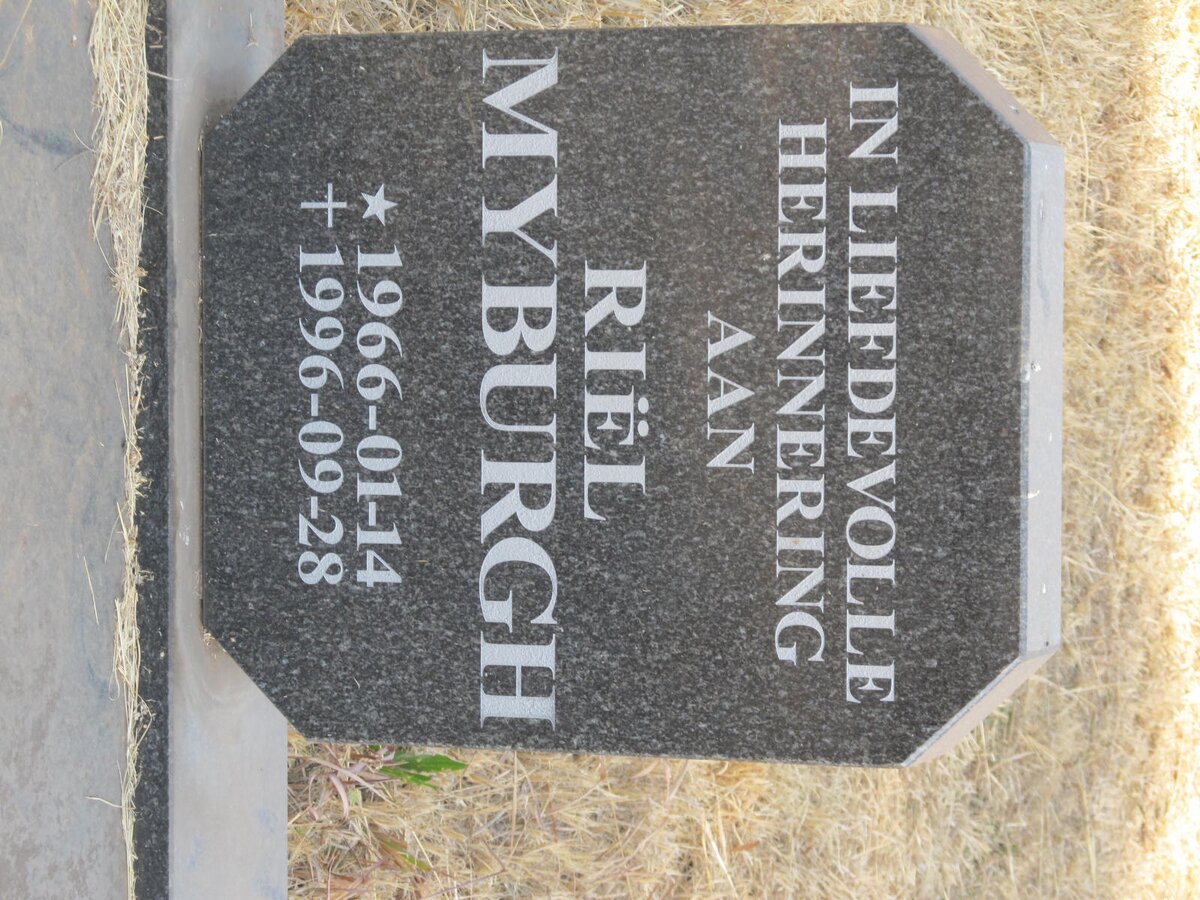 IN LIEFDEVOLLE
HERINNERING
AAN
RIËL
MYBURGH
★ 1966-01-14
┼ 1996-09-28